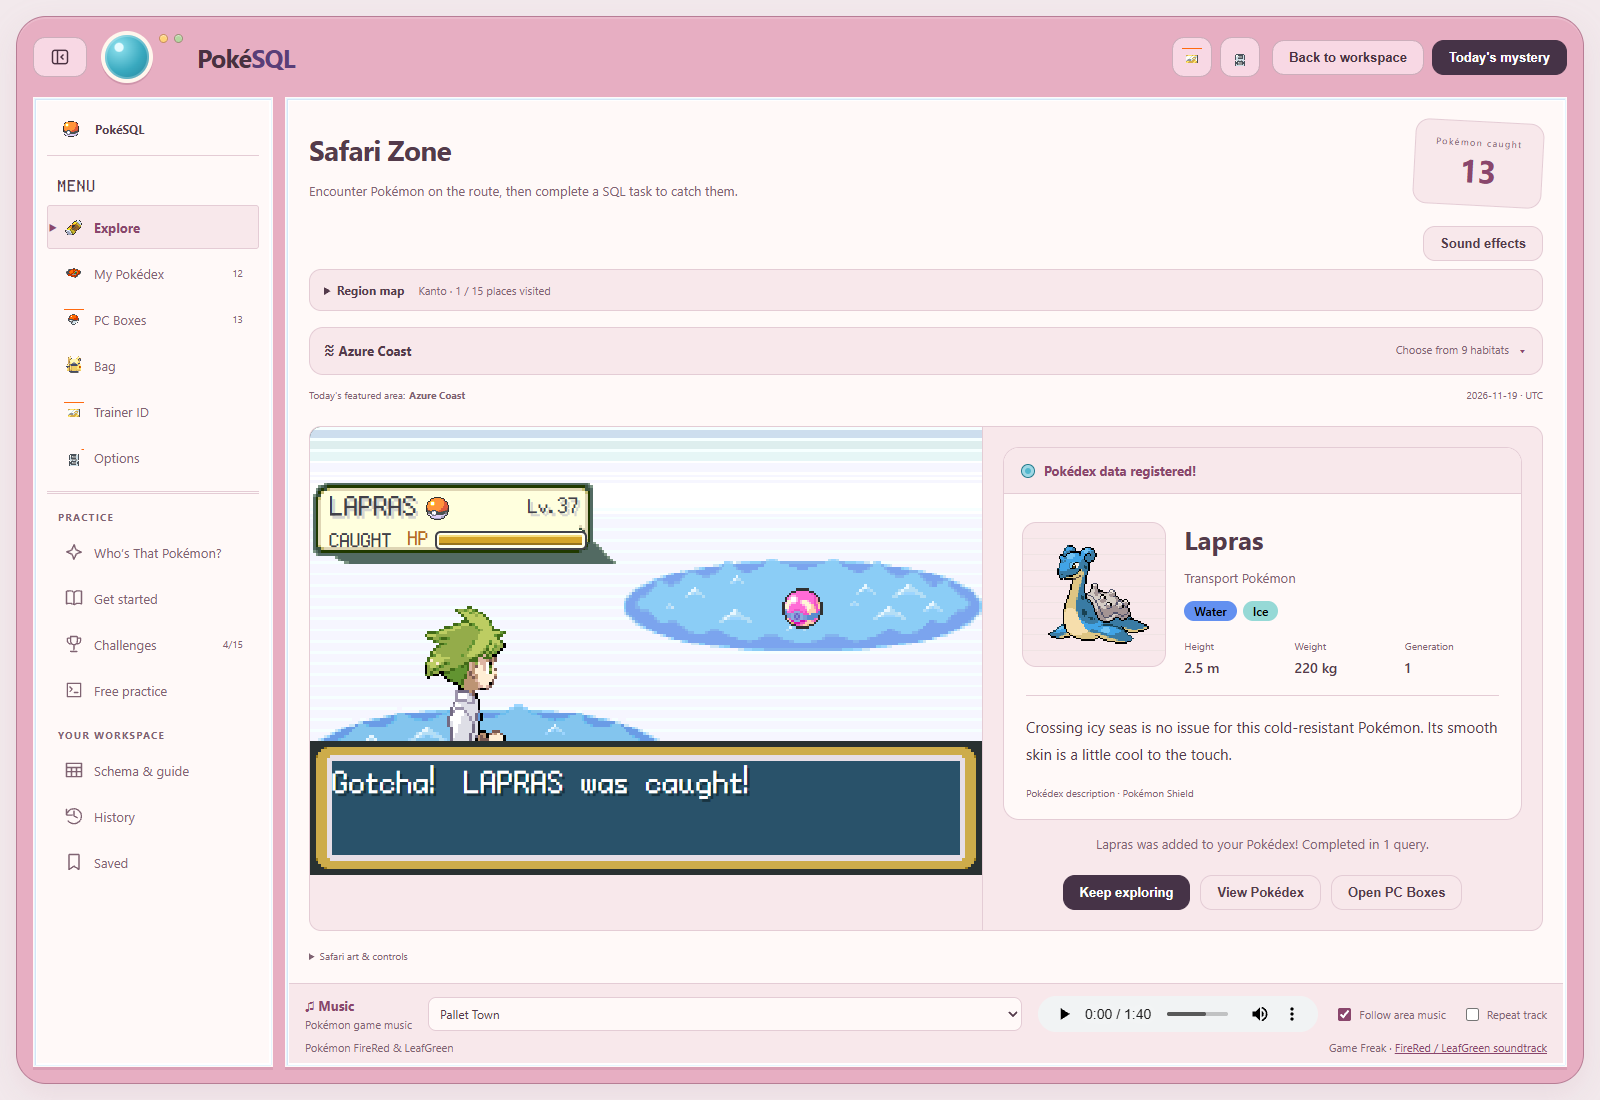 PokéSQL
Back to workspace
Today's mystery
PokéSQL
MENU
Explore
My Pokédex 12
PC Boxes 13
Bag
Trainer ID
Options
PRACTICE
Who's That Pokémon?
Get started
Challenges 4/15
Free practice
YOUR WORKSPACE
Schema & guide
History
Saved
Safari Zone
Encounter Pokémon on the route, then complete a SQL task to catch them.
Pokémon caught
13
Sound effects
Region map Kanto · 1 / 15 places visited
Azure Coast
Choose from 9 habitats
Today's featured area: Azure Coast
2026-11-19 · UTC
LAPRAS Lv.37
CAUGHT HP
Gotcha! LAPRAS was caught!
Pokédex data registered!
Lapras
Transport Pokémon
Water Ice
Height Weight Generation
2.5 m 220 kg 1
Crossing icy seas is no issue for this cold-resistant Pokémon. Its smooth
skin is a little cool to the touch.
Pokédex description · Pokémon Shield
Lapras was added to your Pokédex! Completed in 1 query.
Keep exploring
View Pokédex
Open PC Boxes
Safari art & controls
♫ Music
Pokémon game music
Pallet Town
0:00 / 1:40
Follow area music
Repeat track
Pokémon FireRed & LeafGreen
Game Freak · FireRed / LeafGreen soundtrack